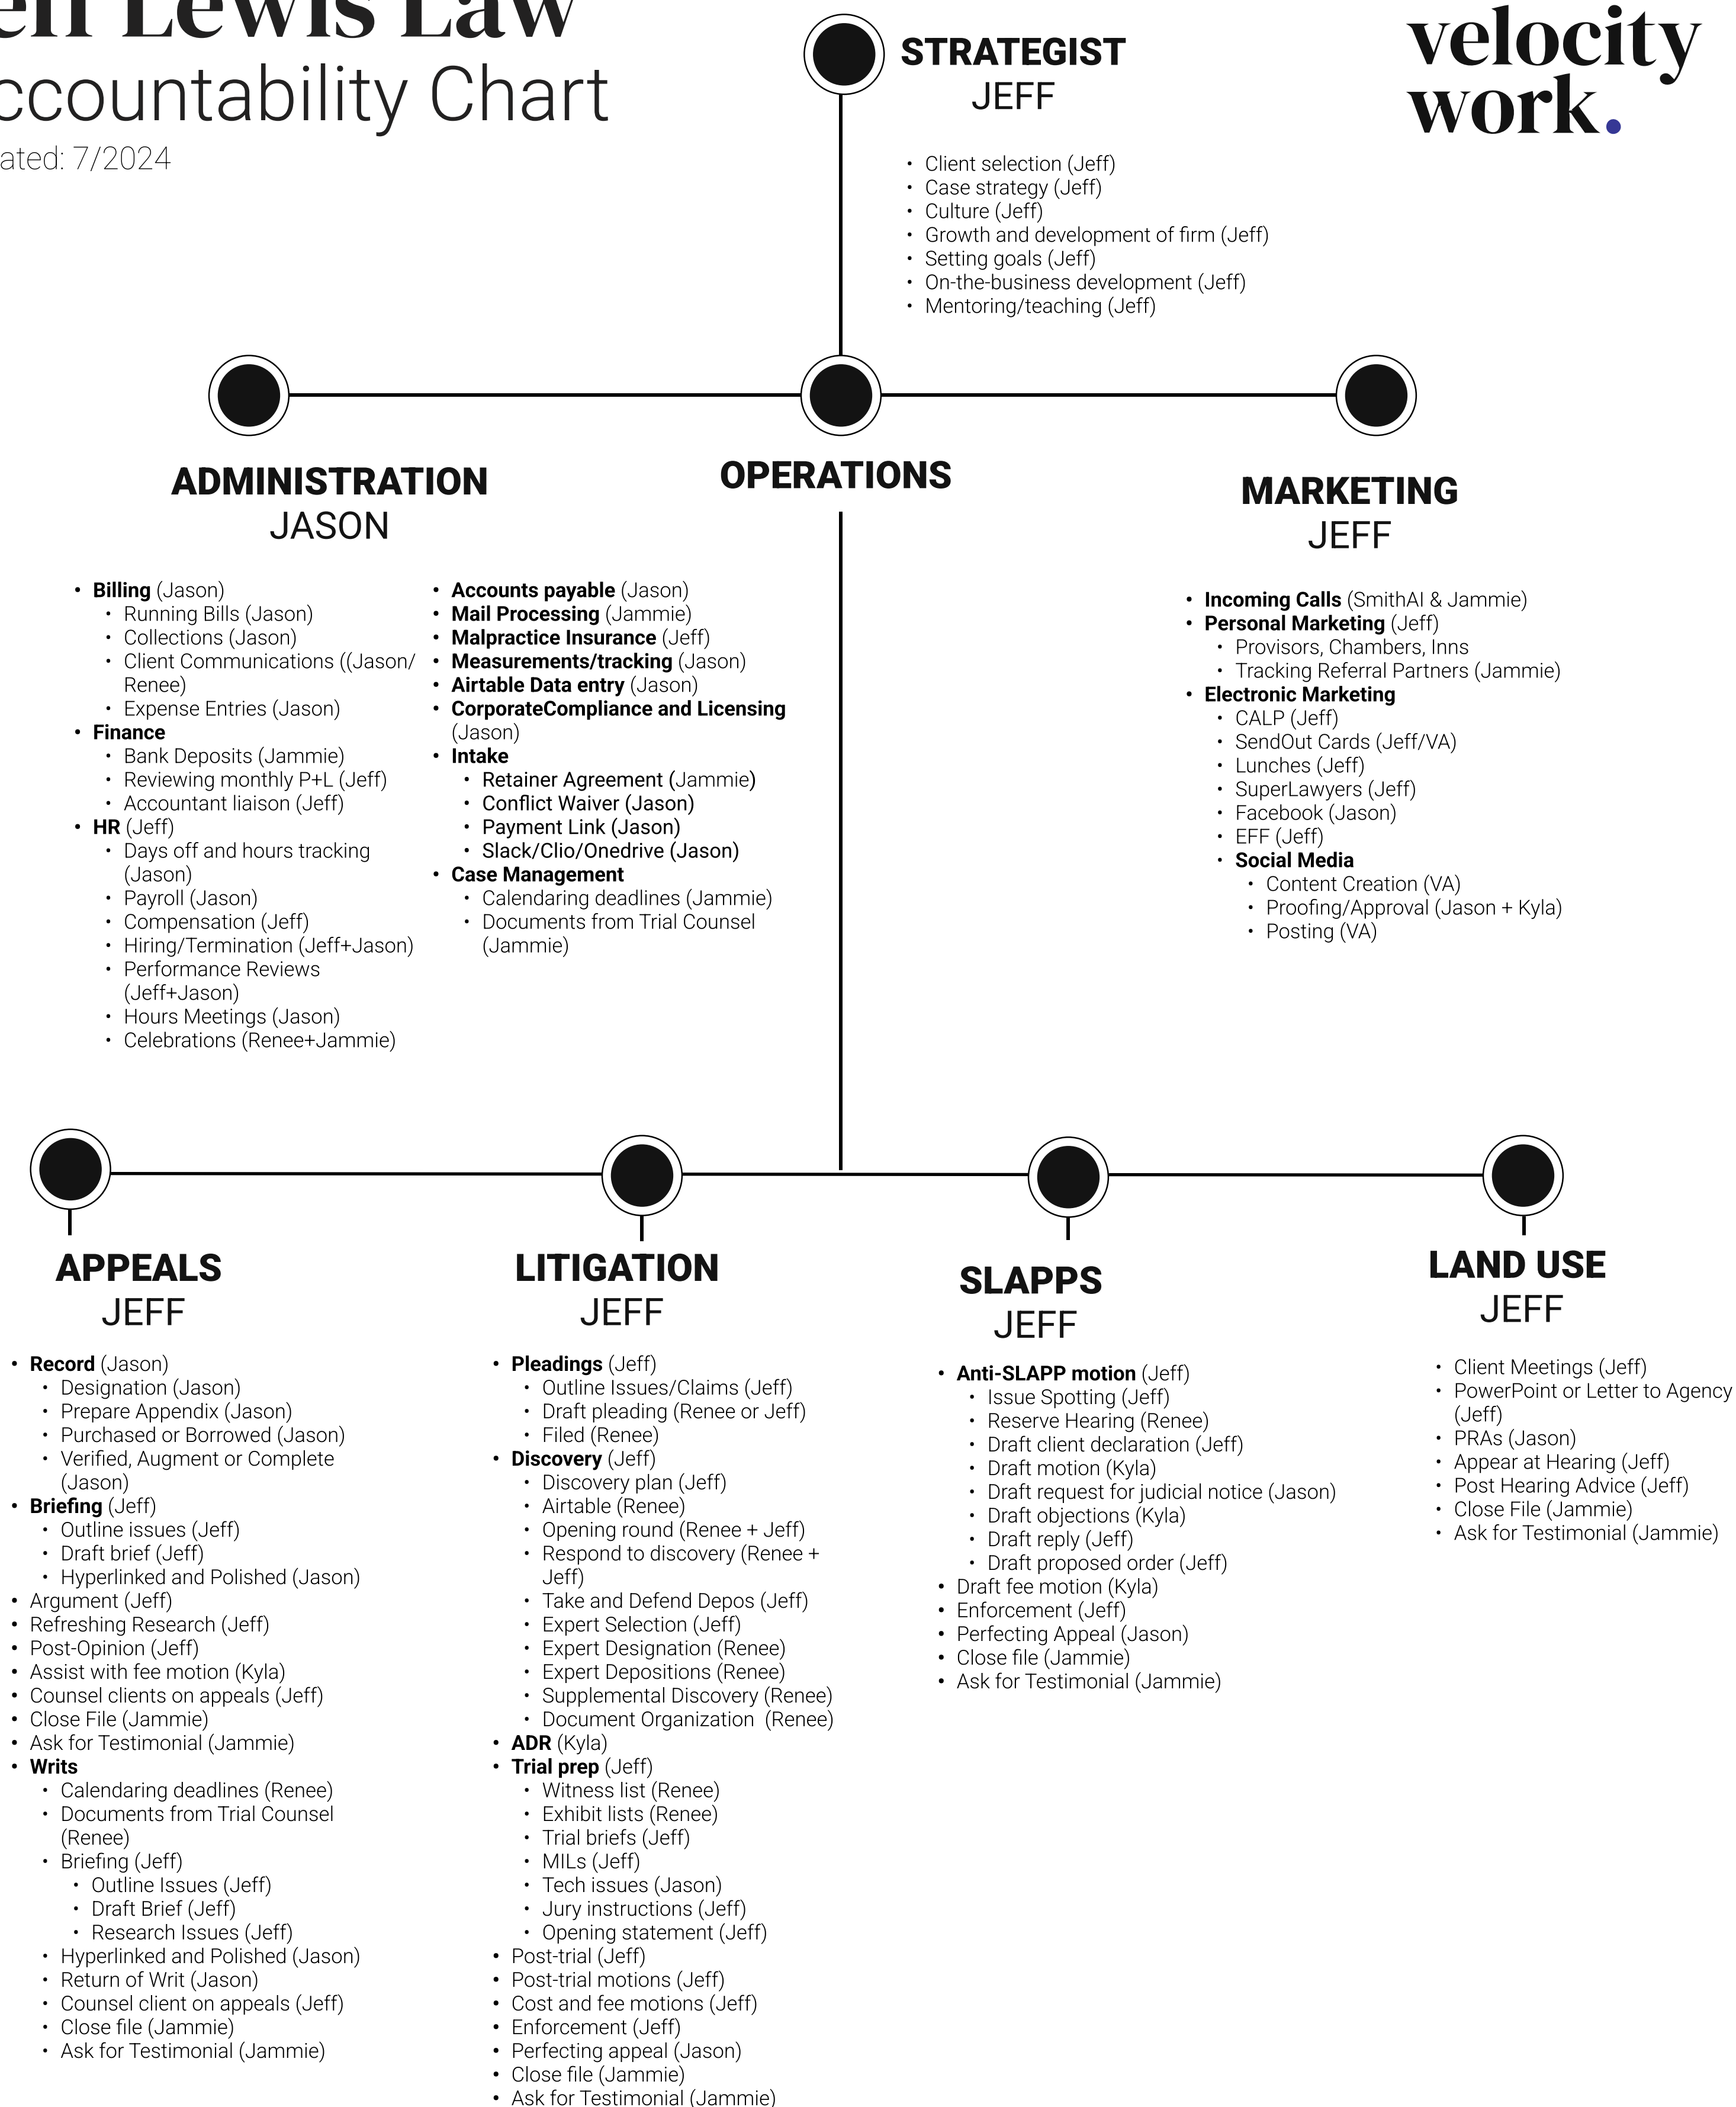 en Lewis Law
ccountability Chart
ated: 7/2024
velocity
work.
STRATEGIST
JEFF
• Client selection (Jeff)
• Case strategy (Jeff)
• Culture (Jeff)
• Growth and development of firm (Jeff)
• Setting goals (Jeff)
• On-the-business development (Jeff)
• Mentoring/teaching (Jeff)
ADMINISTRATION
JASON
• Billing (Jason)
• Running Bills (Jason)
• Collections (Jason)
• Client Communications ((Jason/
Renee)
• Expense Entries (Jason)
• Finance
• Bank Deposits (Jammie)
• Reviewing monthly P+L (Jeff)
• Accountant liaison (Jeff)
• HR (Jeff)
• Days off and hours tracking
(Jason)
• Payroll (Jason)
• Compensation (Jeff)
• Hiring/Termination (Jeff+Jason)
• Performance Reviews
(Jeff+Jason)
• Hours Meetings (Jason)
• Celebrations (Renee+Jammie)
• Accounts payable (Jason)
• Mail Processing (Jammie)
• Malpractice Insurance (Jeff)
• Measurements/tracking (Jason)
• Airtable Data entry (Jason)
• CorporateCompliance and Licensing
(Jason)
• Intake
• Retainer Agreement (Jammie)
• Conflict Waiver (Jason)
• Payment Link (Jason)
• Slack/Clio/Onedrive (Jason)
• Case Management
• Calendaring deadlines (Jammie)
• Documents from Trial Counsel
(Jammie)
OPERATIONS
MARKETING
JEFF
• Incoming Calls (SmithAI & Jammie)
• Personal Marketing (Jeff)
• Provisors, Chambers, Inns
• Tracking Referral Partners (Jammie)
• Electronic Marketing
• CALP (Jeff)
• SendOut Cards (Jeff/VA)
• Lunches (Jeff)
• SuperLawyers (Jeff)
• Facebook (Jason)
• EFF (Jeff)
• Social Media
• Content Creation (VA)
• Proofing/Approval (Jason + Kyla)
• Posting (VA)
APPEALS
JEFF
• Record (Jason)
• Designation (Jason)
• Prepare Appendix (Jason)
• Purchased or Borrowed (Jason)
• Verified, Augment or Complete
(Jason)
• Briefing (Jeff)
• Outline issues (Jeff)
• Draft brief (Jeff)
• Hyperlinked and Polished (Jason)
• Argument (Jeff)
• Refreshing Research (Jeff)
• Post-Opinion (Jeff)
• Assist with fee motion (Kyla)
• Counsel clients on appeals (Jeff)
• Close File (Jammie)
• Ask for Testimonial (Jammie)
• Writs
• Calendaring deadlines (Renee)
• Documents from Trial Counsel
(Renee)
• Briefing (Jeff)
• Outline Issues (Jeff)
• Draft Brief (Jeff)
• Research Issues (Jeff)
• Hyperlinked and Polished (Jason)
• Return of Writ (Jason)
• Counsel client on appeals (Jeff)
• Close file (Jammie)
• Ask for Testimonial (Jammie)
LITIGATION
JEFF
• Pleadings (Jeff)
• Outline Issues/Claims (Jeff)
• Draft pleading (Renee or Jeff)
• Filed (Renee)
• Discovery (Jeff)
• Discovery plan (Jeff)
• Airtable (Renee)
• Opening round (Renee + Jeff)
• Respond to discovery (Renee +
Jeff)
• Take and Defend Depos (Jeff)
• Expert Selection (Jeff)
• Expert Designation (Renee)
• Expert Depositions (Renee)
• Supplemental Discovery (Renee)
• Document Organization (Renee)
• ADR (Kyla)
• Trial prep (Jeff)
• Witness list (Renee)
• Exhibit lists (Renee)
• Trial briefs (Jeff)
• MILs (Jeff)
• Tech issues (Jason)
• Jury instructions (Jeff)
• Opening statement (Jeff)
• Post-trial (Jeff)
• Post-trial motions (Jeff)
• Cost and fee motions (Jeff)
• Enforcement (Jeff)
• Perfecting appeal (Jason)
• Close file (Jammie)
• Ask for Testimonial (Jammie)
SLAPPS
JEFF
• Anti-SLAPP motion (Jeff)
• Issue Spotting (Jeff)
• Reserve Hearing (Renee)
• Draft client declaration (Jeff)
• Draft motion (Kyla)
• Draft request for judicial notice (Jason)
• Draft objections (Kyla)
• Draft reply (Jeff)
• Draft proposed order (Jeff)
• Draft fee motion (Kyla)
• Enforcement (Jeff)
• Perfecting Appeal (Jason)
• Close file (Jammie)
• Ask for Testimonial (Jammie)
LAND USE
JEFF
• Client Meetings (Jeff)
• PowerPoint or Letter to Agency
(Jeff)
• PRAs (Jason)
• Appear at Hearing (Jeff)
• Post Hearing Advice (Jeff)
• Close File (Jammie)
• Ask for Testimonial (Jammie)